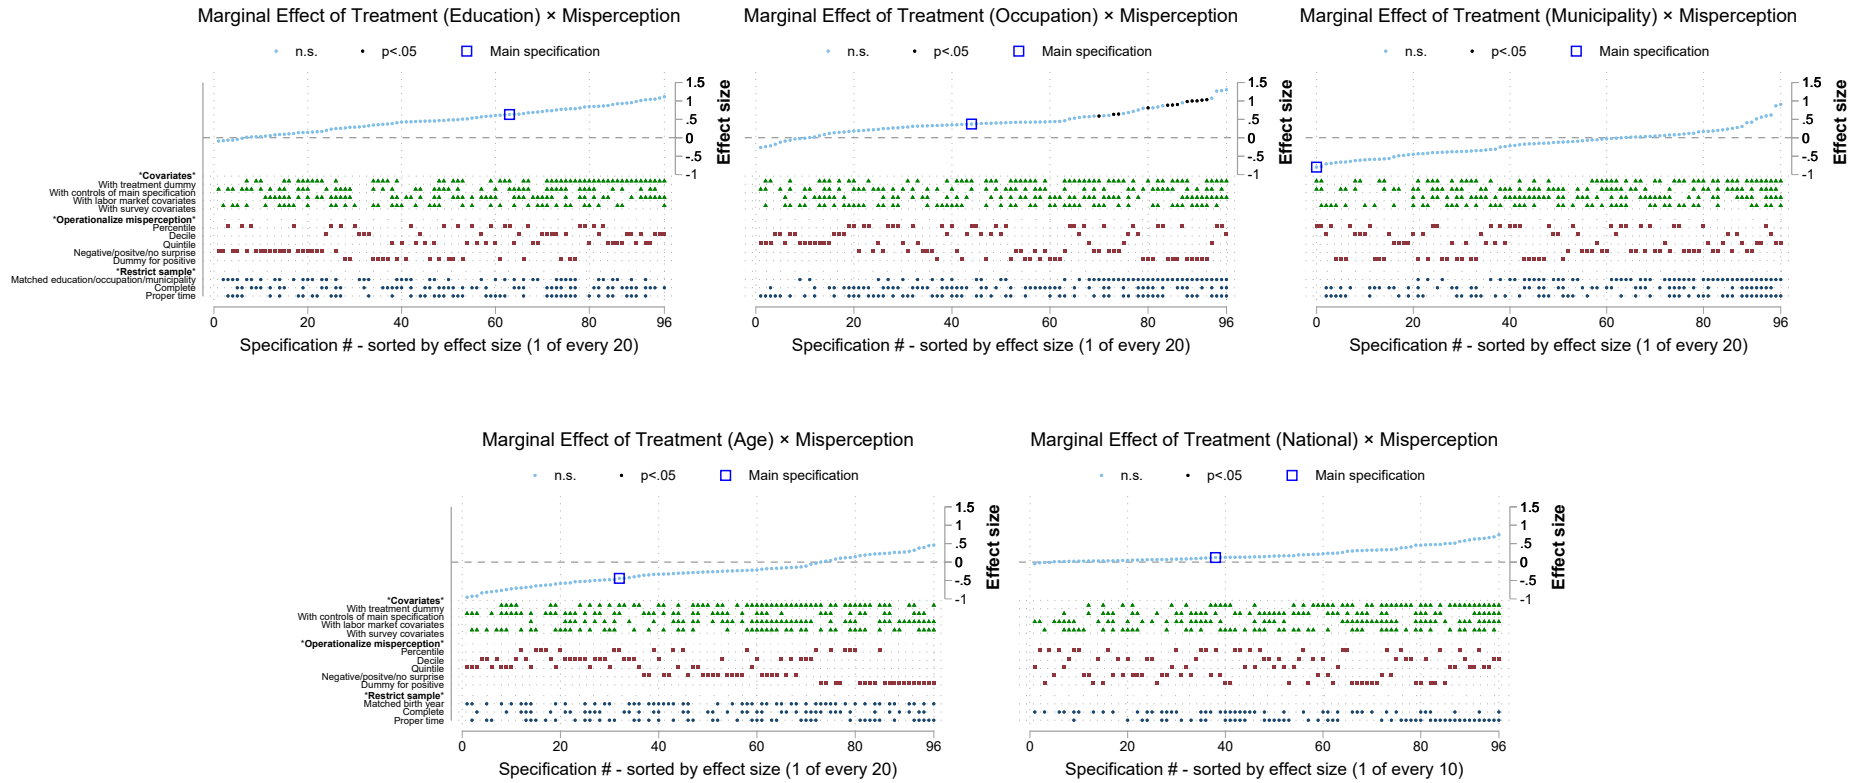 Marginal Effect of Treatment (Education) × Misperception
n.s. p<.05 Main specification
1.5
1
.5
0
-.5
-1
Effect size
*Covariates*
With treatment dummy
With controls of main specification
With labor market covariates
With survey covariates
*Operationalize misperception*
Percentile
Decile
Quintile
Negative/positve/no surprise
Dummy for positive
*Restrict sample*
Matched education/occupation/municipality
Complete
Proper time
0 20 40 60 80 96
Specification # - sorted by effect size (1 of every 20)
Marginal Effect of Treatment (Occupation) × Misperception
n.s. p<.05 Main specification
1.5
1
.5
0
-.5
-1
Effect size
0 20 40 60 80 96
Specification # - sorted by effect size (1 of every 20)
Marginal Effect of Treatment (Municipality) × Misperception
n.s. p<.05 Main specification
1.5
1
.5
0
-.5
-1
Effect size
0 20 40 60 80 96
Specification # - sorted by effect size (1 of every 20)
Marginal Effect of Treatment (Age) × Misperception
n.s. p<.05 Main specification
1.5
1
.5
0
-.5
-1
Effect size
*Covariates*
With treatment dummy
With controls of main specification
With labor market covariates
With survey covariates
*Operationalize misperception*
Percentile
Decile
Quintile
Negative/positve/no surprise
Dummy for positive
*Restrict sample*
Matched birth year
Complete
Proper time
0 20 40 60 80 96
Specification # - sorted by effect size (1 of every 20)
Marginal Effect of Treatment (National) × Misperception
n.s. p<.05 Main specification
1.5
1
.5
0
-.5
-1
Effect size
0 20 40 60 80 96
Specification # - sorted by effect size (1 of every 10)